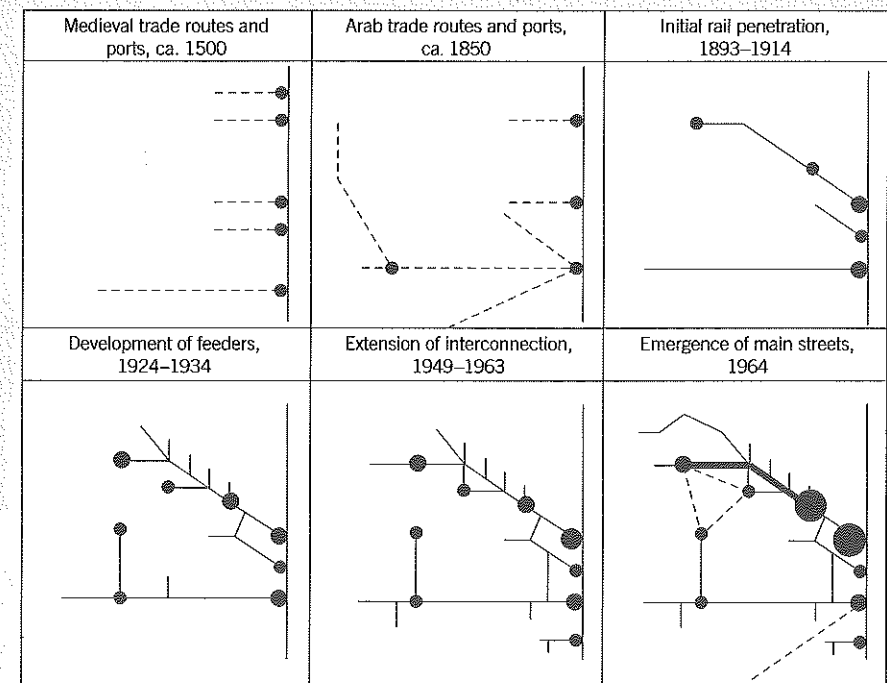 Medieval trade routes and
ports, ca. 1500
Arab trade routes and ports,
ca. 1850
Initial rail penetration,
1893–1914
Development of feeders,
1924–1934
Extension of interconnection,
1949–1963
Emergence of main streets,
1964